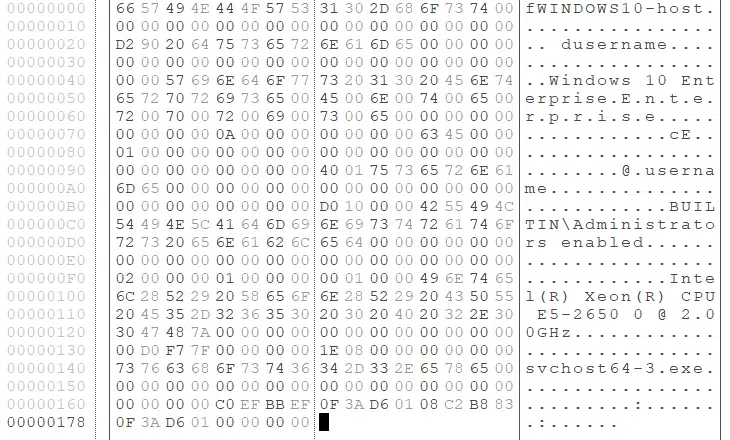 00000000 66 57 49 4E 44 4F 57 53 31 30 2D 68 6F 73 74 00 fWINDOWS10-host.
00000010 00 00 00 00 00 00 00 00 00 00 00 00 00 00 00 00 ................
00000020 D2 90 20 64 75 73 65 72 6E 61 6D 65 00 00 00 00 .. dusername....
00000030 00 00 00 00 00 00 00 00 00 00 00 00 00 00 00 00 ................
00000040 00 00 57 69 6E 64 6F 77 73 20 31 30 20 45 6E 74 ..Windows 10 Ent
00000050 65 72 70 72 69 73 65 00 45 00 6E 00 74 00 65 00 erprise.E.n.t.e.
00000060 72 00 70 00 72 00 69 00 73 00 65 00 00 00 00 00 r.p.r.i.s.e.....
00000070 00 00 00 00 0A 00 00 00 00 00 00 00 63 45 00 00 ............cE..
00000080 01 00 00 00 00 00 00 00 00 00 00 00 00 00 00 00 ................
00000090 00 00 00 00 00 00 00 00 40 01 75 73 65 72 6E 61 ........@.userna
000000A0 6D 65 00 00 00 00 00 00 00 00 00 00 00 00 00 00 me..............
000000B0 00 00 00 00 00 00 00 00 D0 10 00 00 42 55 49 4C ............BUIL
000000C0 54 49 4E 5C 41 64 6D 69 6E 69 73 74 72 61 74 6F TIN\Administrato
000000D0 72 73 20 65 6E 61 62 6C 65 64 00 00 00 00 00 00 rs enabled......
000000E0 00 00 00 00 00 00 00 00 00 00 00 00 00 00 00 00 ................
000000F0 02 00 00 00 01 00 00 00 00 01 00 00 49 6E 74 65 ............Inte
00000100 6C 28 52 29 20 58 65 6F 6E 28 52 29 20 43 50 55 l(R) Xeon(R) CPU
00000110 20 45 35 2D 32 36 35 30 20 30 20 40 20 32 2E 30 E5-2650 0 @ 2.0
00000120 30 47 48 7A 00 00 00 00 00 00 00 00 00 00 00 00 0GHz............
00000130 00 D0 F7 7F 00 00 00 00 1E 08 00 00 00 00 00 00 ................
00000140 73 76 63 68 6F 73 74 36 34 2D 33 2E 65 78 65 00 svchost64-3.exe.
00000150 00 00 00 00 00 00 00 00 00 00 00 00 00 00 00 00 ................
00000160 00 00 00 00 C0 EF BB EF 0F 3A D6 01 08 C2 B8 83 .........:......
00000178 0F 3A D6 01 00 00 00 00 .:......